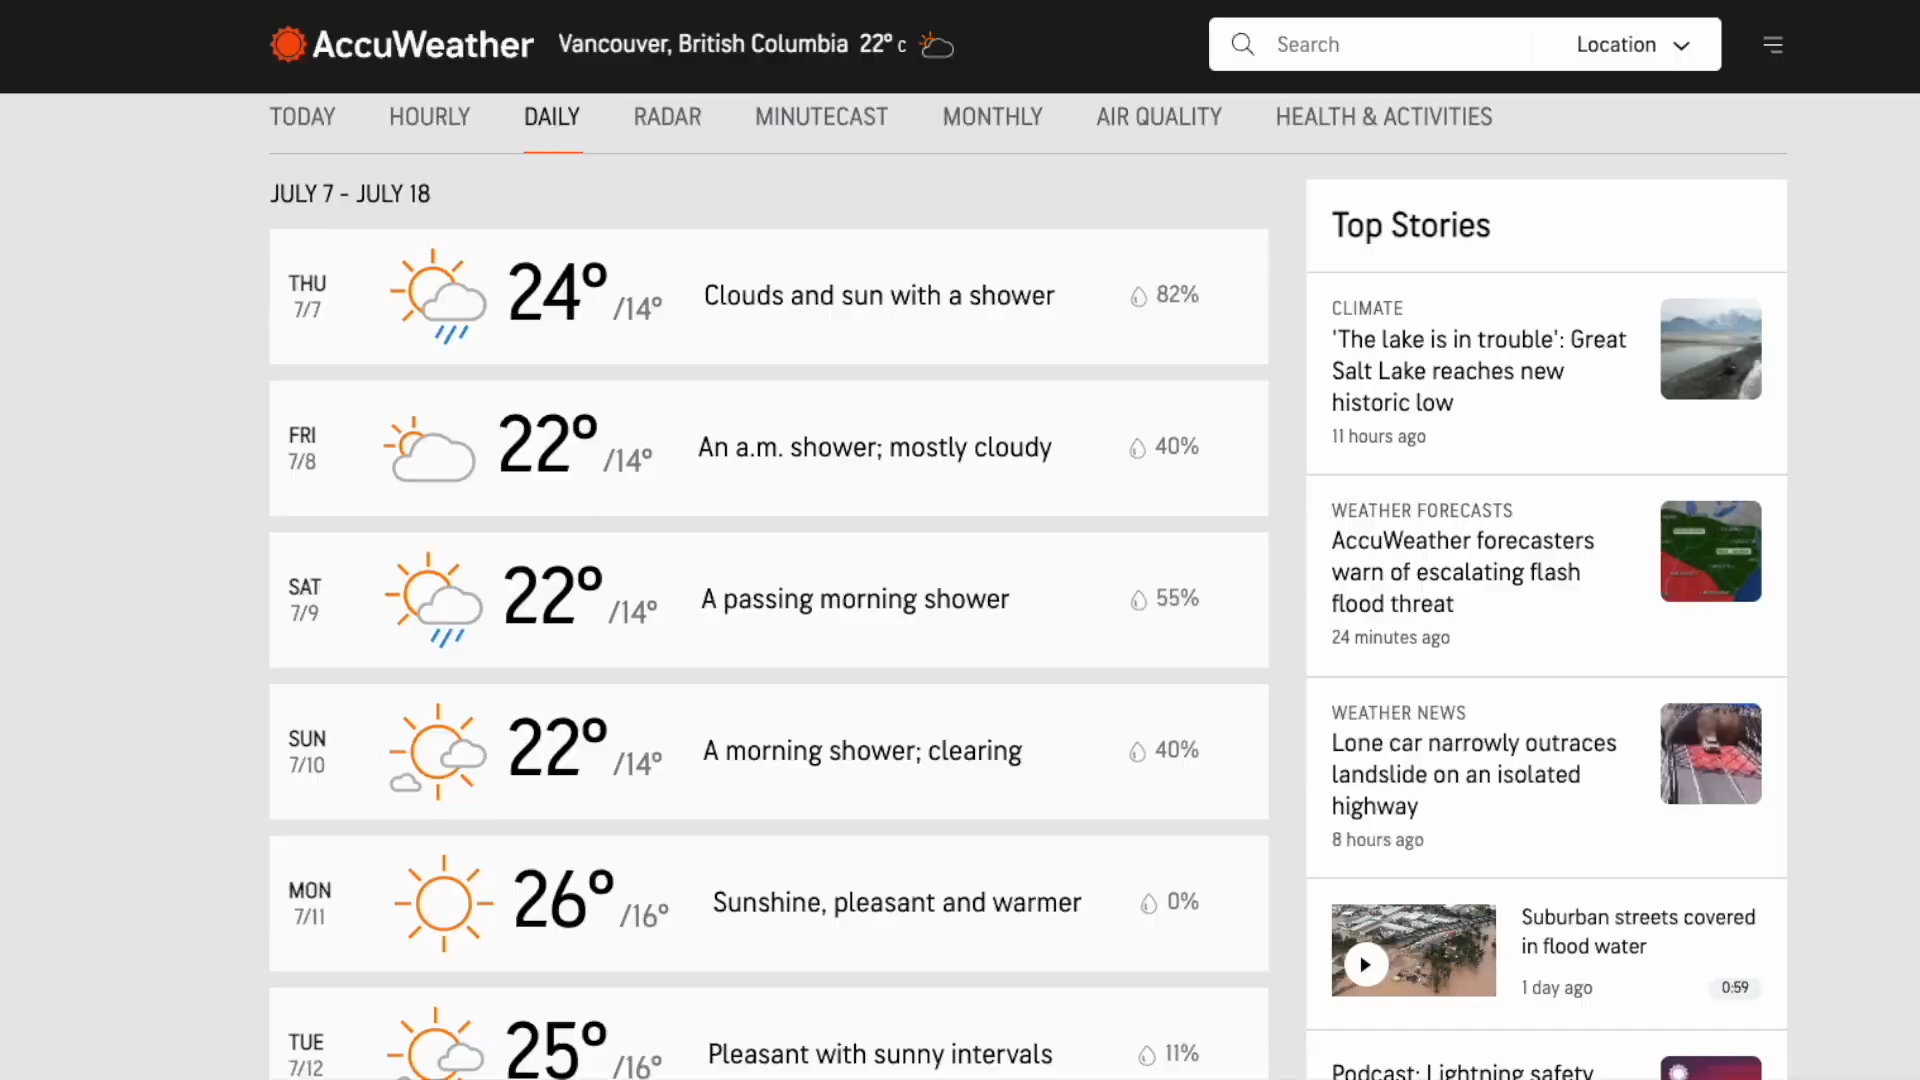 AccuWeather
Vancouver, British Columbia 22° c
Search
Location
TODAY
HOURLY
DAILY
RADAR
MINUTECAST
MONTHLY
AIR QUALITY
HEALTH & ACTIVITIES
JULY 7 - JULY 18
THU
7/7
24° /14°
Clouds and sun with a shower
82%
FRI
7/8
22° /14°
An a.m. shower; mostly cloudy
40%
SAT
7/9
22° /14°
A passing morning shower
55%
SUN
7/10
22° /14°
A morning shower; clearing
40%
MON
7/11
26° /16°
Sunshine, pleasant and warmer
0%
TUE
7/12
25° /16°
Pleasant with sunny intervals
11%
Top Stories
CLIMATE
'The lake is in trouble': Great
Salt Lake reaches new
historic low
11 hours ago
WEATHER FORECASTS
AccuWeather forecasters
warn of escalating flash
flood threat
24 minutes ago
WEATHER NEWS
Lone car narrowly outraces
landslide on an isolated
highway
8 hours ago
Suburban streets covered
in flood water
1 day ago
0:59
Podcast: Lightning safety